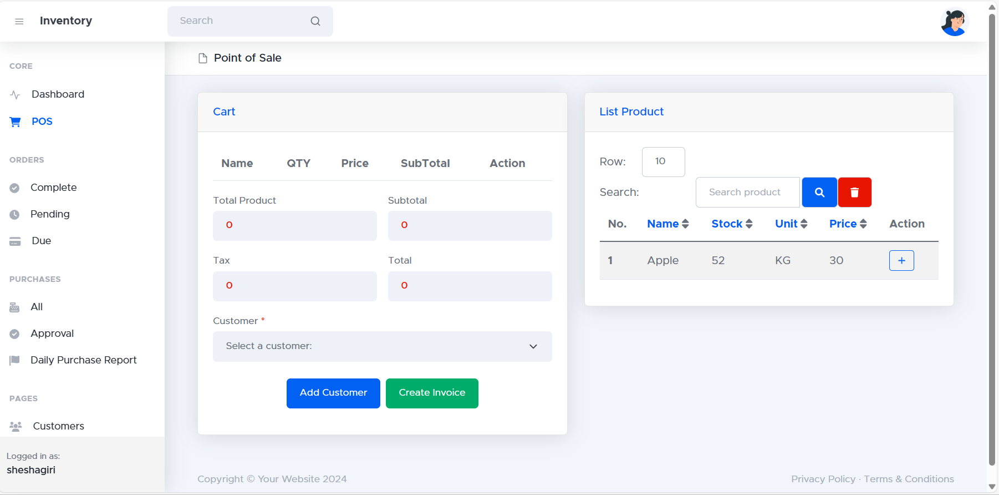 Inventory
Search
CORE
Dashboard
POS
ORDERS
Complete
Pending
Due
PURCHASES
All
Approval
Daily Purchase Report
PAGES
Customers
Logged in as:
sheshagiri
Point of Sale
Cart
Name QTY Price SubTotal Action
Total Product Subtotal
0 0
Tax Total
0 0
Customer *
Select a customer:
Add Customer Create Invoice
List Product
Row: 10
Search: Search product
No. Name Stock Unit Price Action
1 Apple 52 KG 30 +
Copyright © Your Website 2024
Privacy Policy · Terms & Conditions